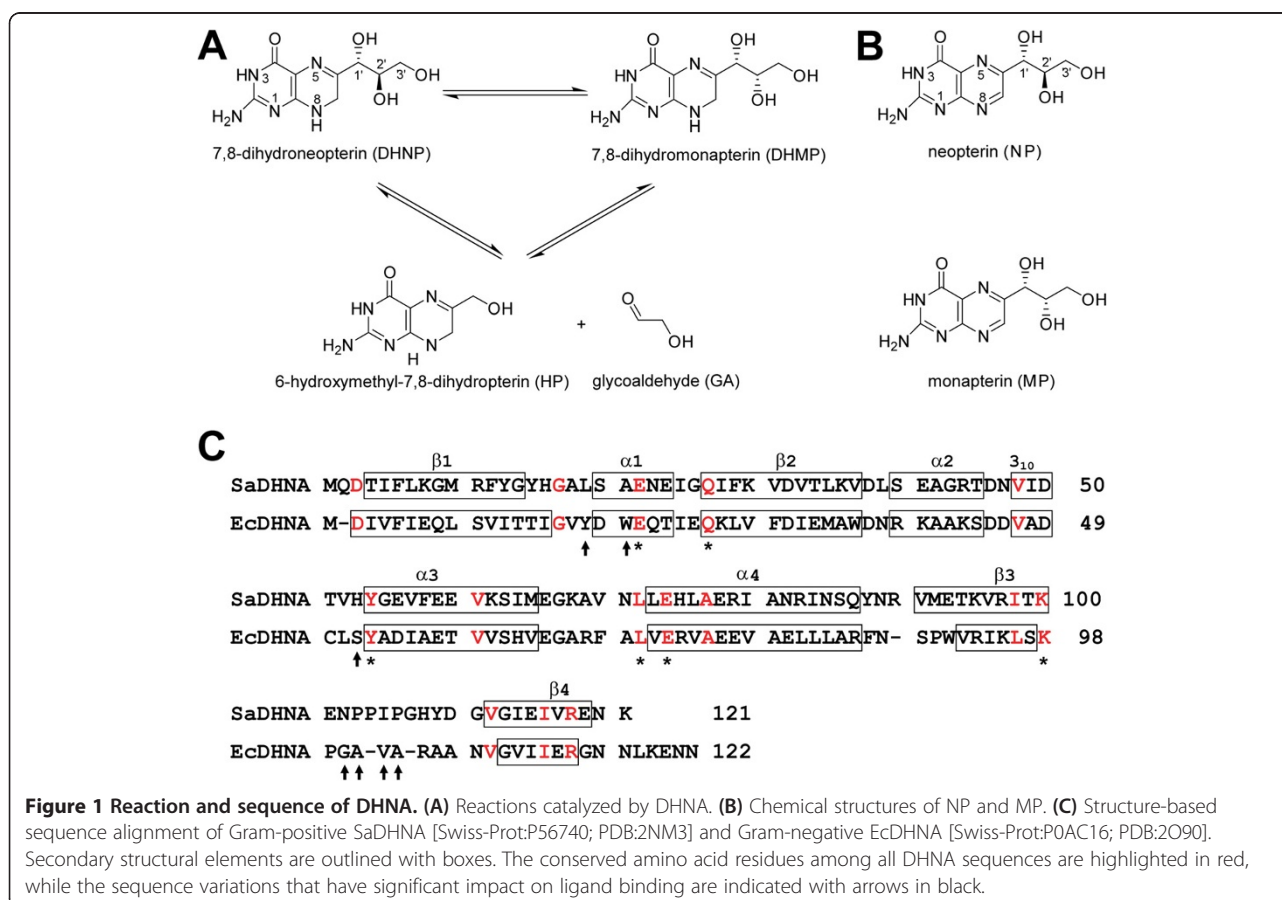 A
B
O
HN
3
N
5
1'
2'
3'
OH
OH
OH
H2N
N
1
8
N
H
7,8-dihydroneopterin (DHNP)
O
HN
N
OH
OH
OH
H2N
N
N
H
7,8-dihydromonapterin (DHMP)
O
HN
3
N
5
1'
2'
3'
OH
OH
OH
H2N
N
1
8
N
neopterin (NP)
O
HN
N
OH
H2N
N
N
H
6-hydroxymethyl-7,8-dihydropterin (HP)
+
O
OH
glycoaldehyde (GA)
O
HN
N
OH
OH
OH
H2N
N
N
monapterin (MP)
C
β1 α1 β2 α2 3₁₀
SaDHNA MQDTIFLKGM RFYGYHGALS AENEIGQIFK VDVTLKVDLS EAGRTDNVID 50
EcDHNA M-DIVFIEQL SVITTIGVYD WEQTIEQKLV FDIEMAWDNR KAAKSDDVAD 49
* *
α3 α4 β3
SaDHNA TVHYGEVFEE VKSIMEGKAV NLLEHLAERI ANRINSQYNR VMETKVRITK 100
EcDHNA CLSYADIAET VVSHVEGARF ALVERVAEEV AELLLARFN- SPWVRIKLSK 98
* * * *
β4
SaDHNA ENPPIPGHYD GVGIEIVREN K 121
EcDHNA PGA-VA-RAA NVGVIIERGN NLKENN 122
Figure 1 Reaction and sequence of DHNA. (A) Reactions catalyzed by DHNA. (B) Chemical structures of NP and MP. (C) Structure-based
sequence alignment of Gram-positive SaDHNA [Swiss-Prot:P56740; PDB:2NM3] and Gram-negative EcDHNA [Swiss-Prot:P0AC16; PDB:2O90].
Secondary structural elements are outlined with boxes. The conserved amino acid residues among all DHNA sequences are highlighted in red,
while the sequence variations that have significant impact on ligand binding are indicated with arrows in black.